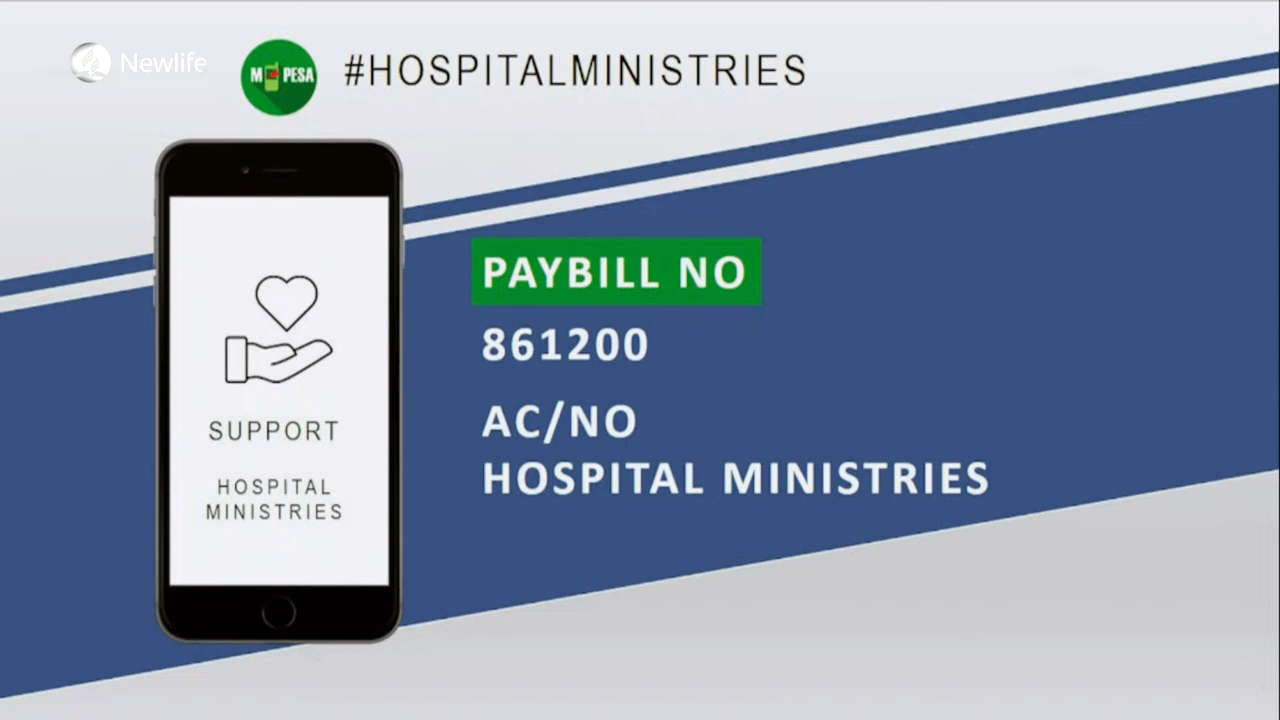 Newlife
M PESA
#HOSPITALMINISTRIES
PAYBILL NO
861200
AC/NO
HOSPITAL MINISTRIES
SUPPORT
HOSPITAL
MINISTRIES